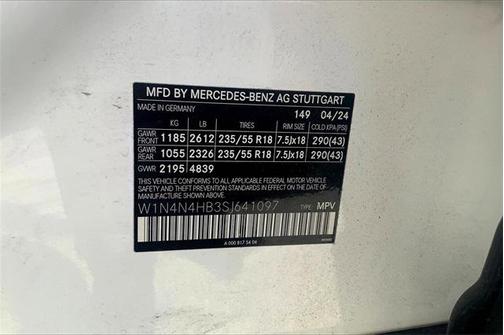 MFD BY MERCEDES-BENZ AG STUTTGART
MADE IN GERMANY 149 04/24
KG LB TIRES RIM SIZE COLD KPA(PSI)
GAWR FRONT 1185 2612 235/55 R18 7.5Jx18 290(43)
GAWR REAR 1055 2326 235/55 R18 7.5Jx18 290(43)
GVWR 2195 4839
THIS VEHICLE CONFORMS TO ALL APPLICABLE FEDERAL
MOTOR VEHICLE SAFETY STANDARDS IN EFFECT ON THE
DATE OF MANUFACTURE SHOWN ABOVE.
W1N4N4HB3SJ641097 TYPE: MPV
A 000 817 54 04